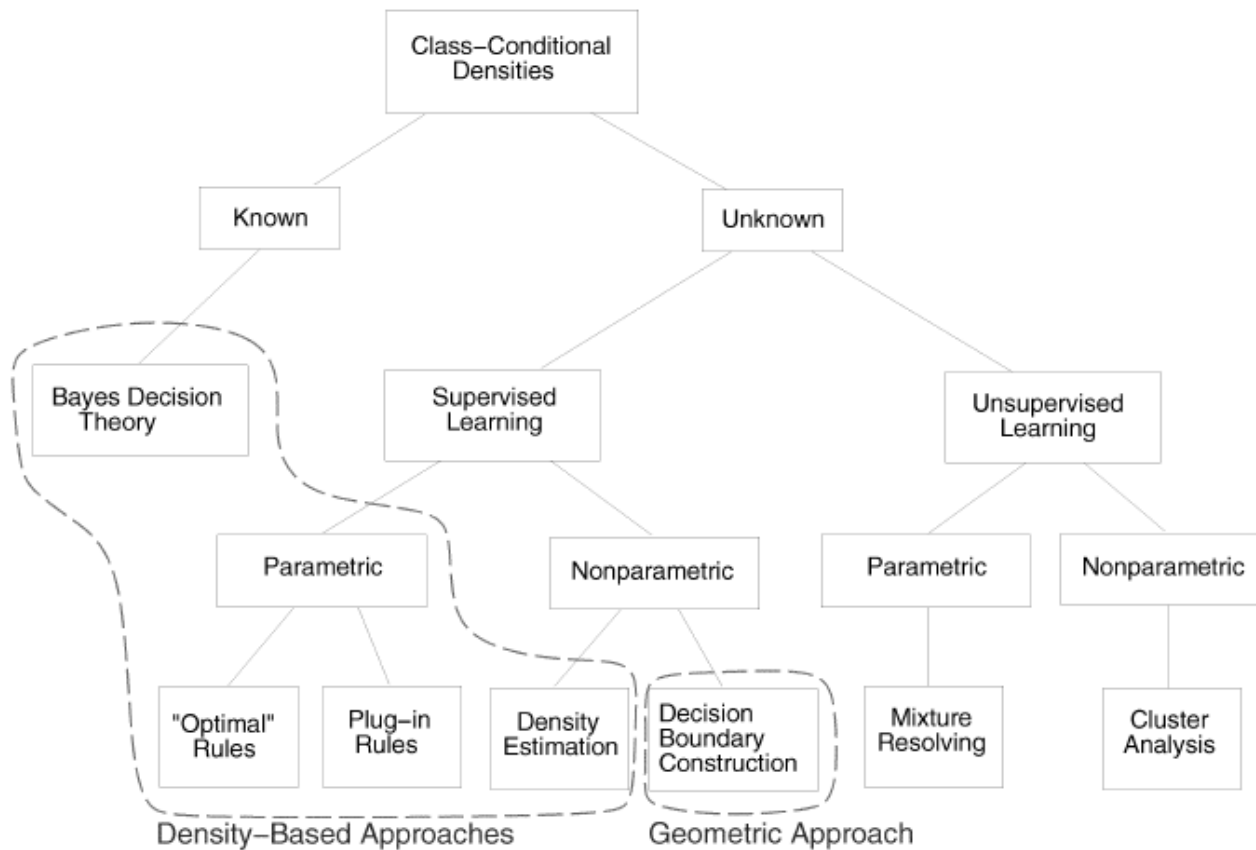 Class-Conditional
Densities
Known
Unknown
Bayes Decision
Theory
Supervised
Learning
Unsupervised
Learning
Parametric
Nonparametric
Parametric
Nonparametric
"Optimal"
Rules
Plug-in
Rules
Density
Estimation
Decision
Boundary
Construction
Mixture
Resolving
Cluster
Analysis
Density-Based Approaches
Geometric Approach